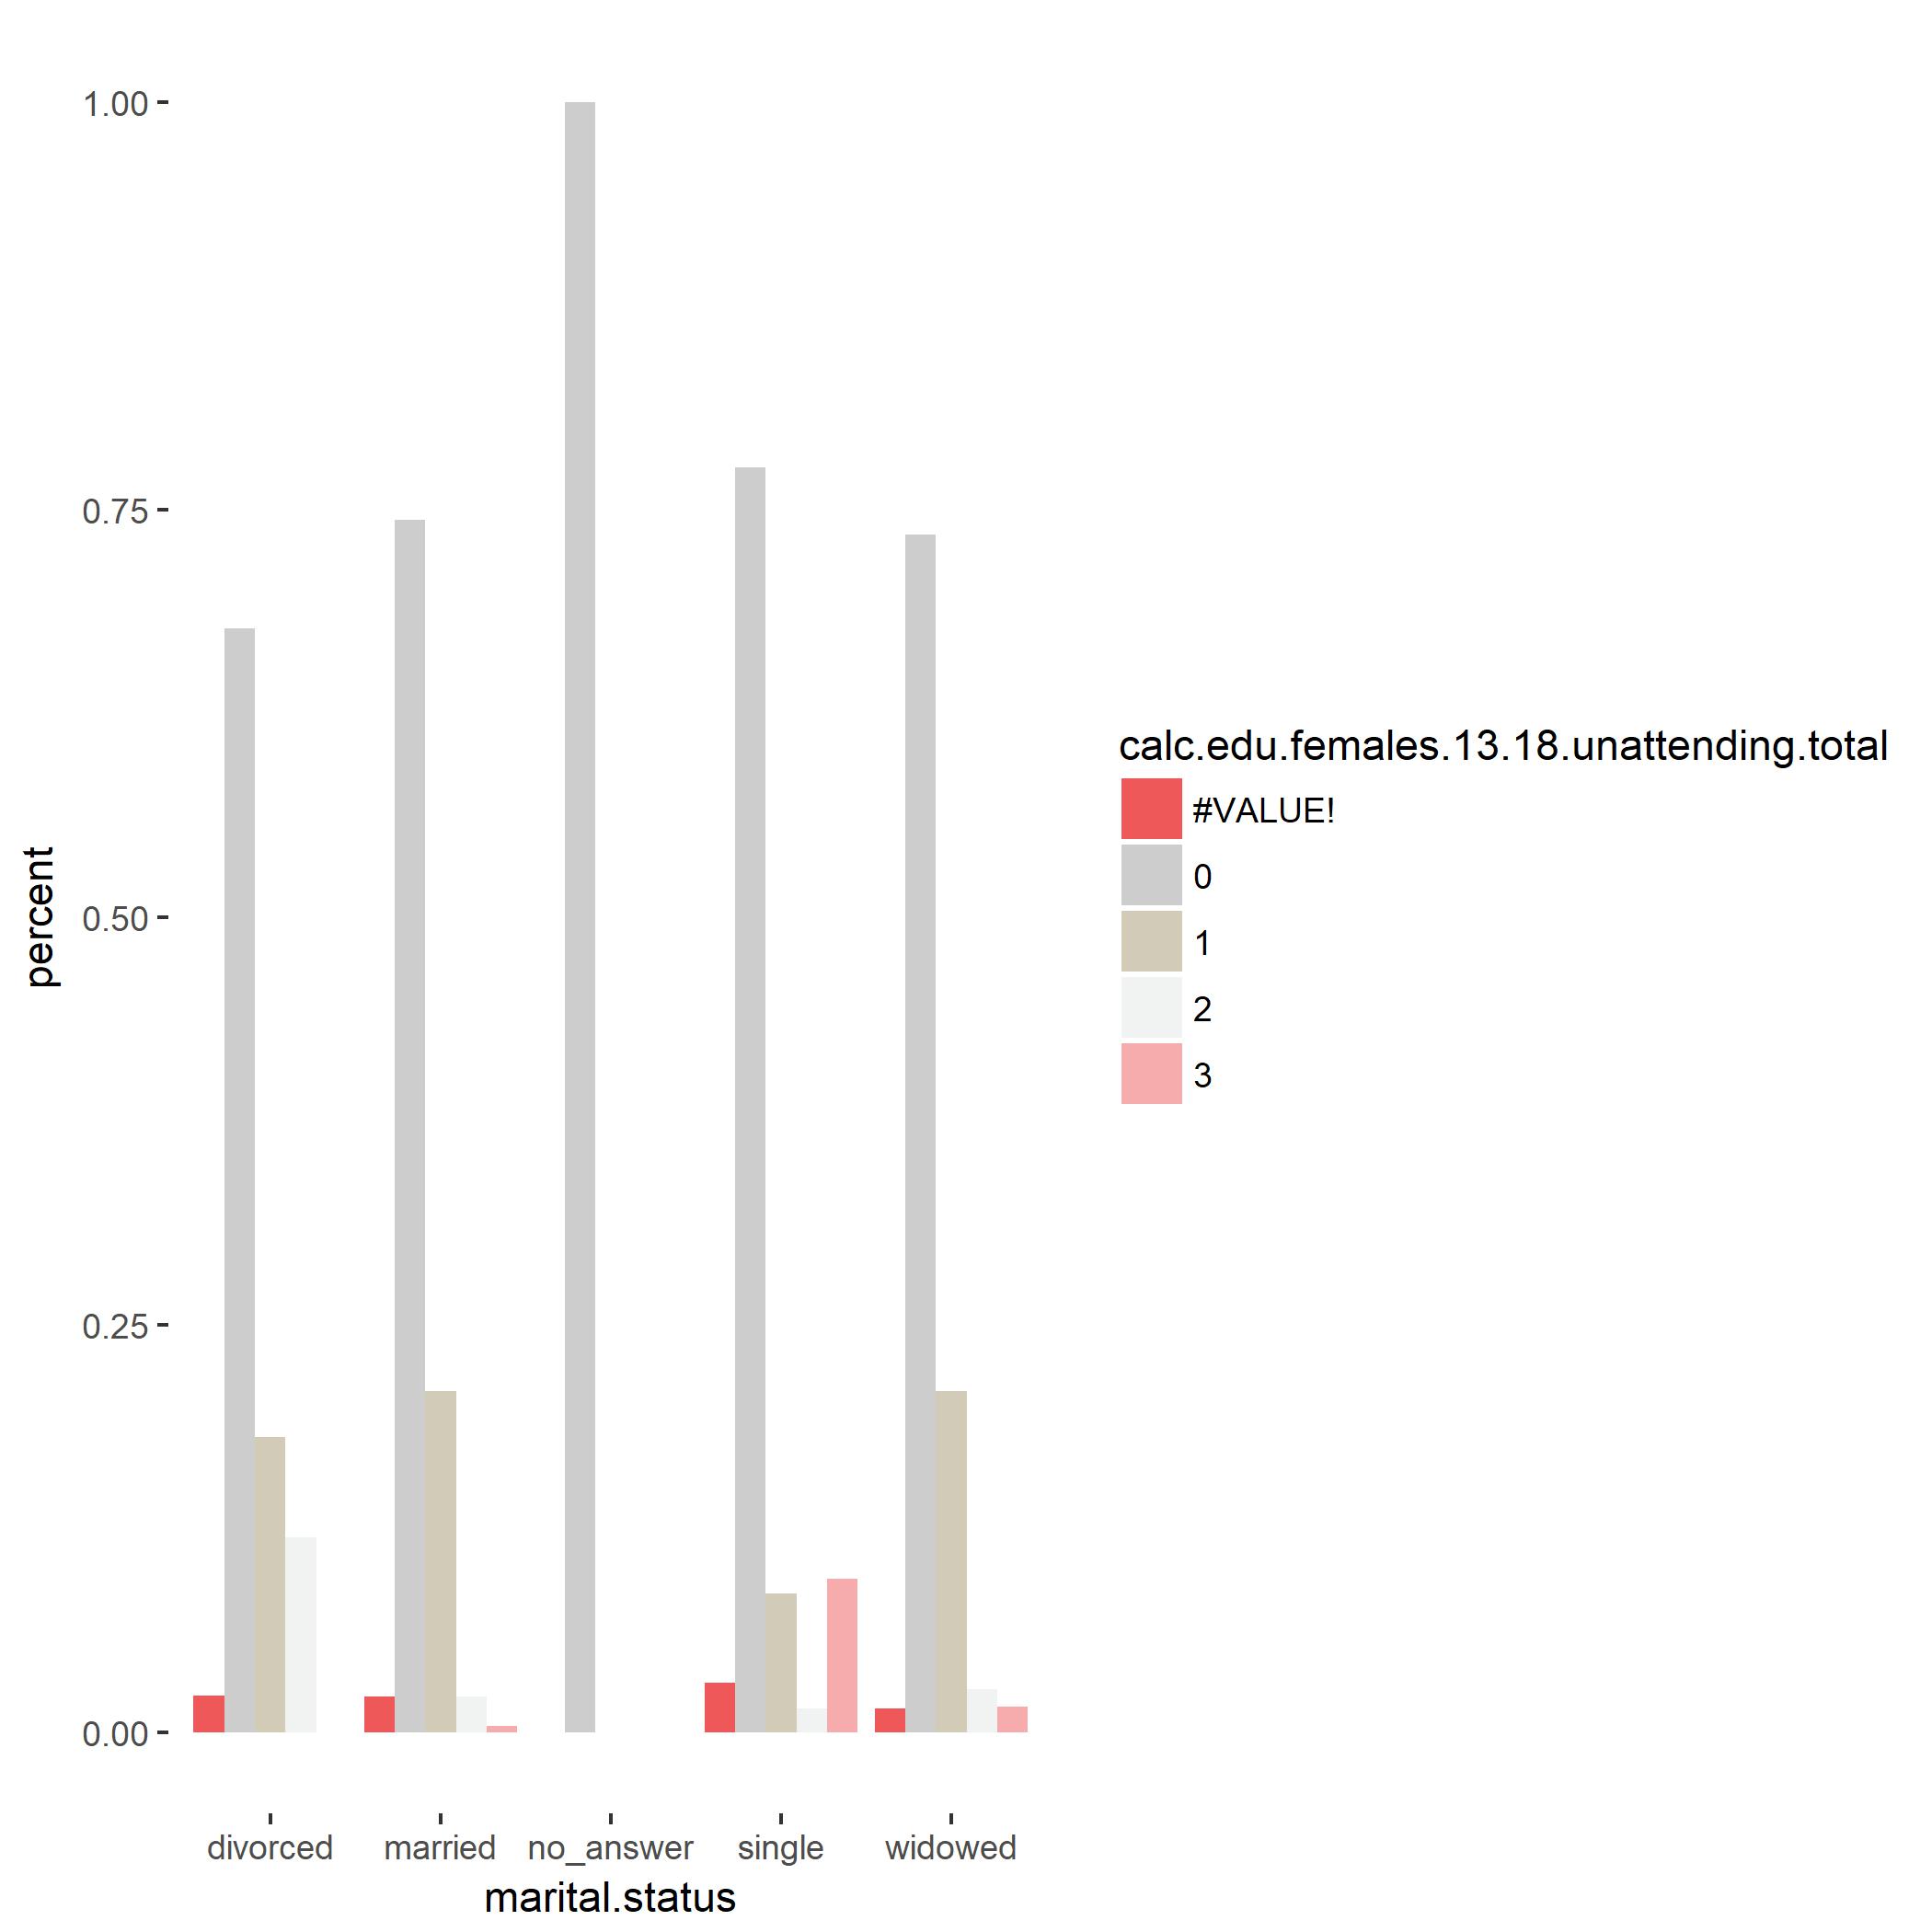 percent
1.00
0.75
0.50
0.25
0.00
divorced married no_answer single widowed
marital.status
calc.edu.females.13.18.unattending.total
#VALUE!
0
1
2
3